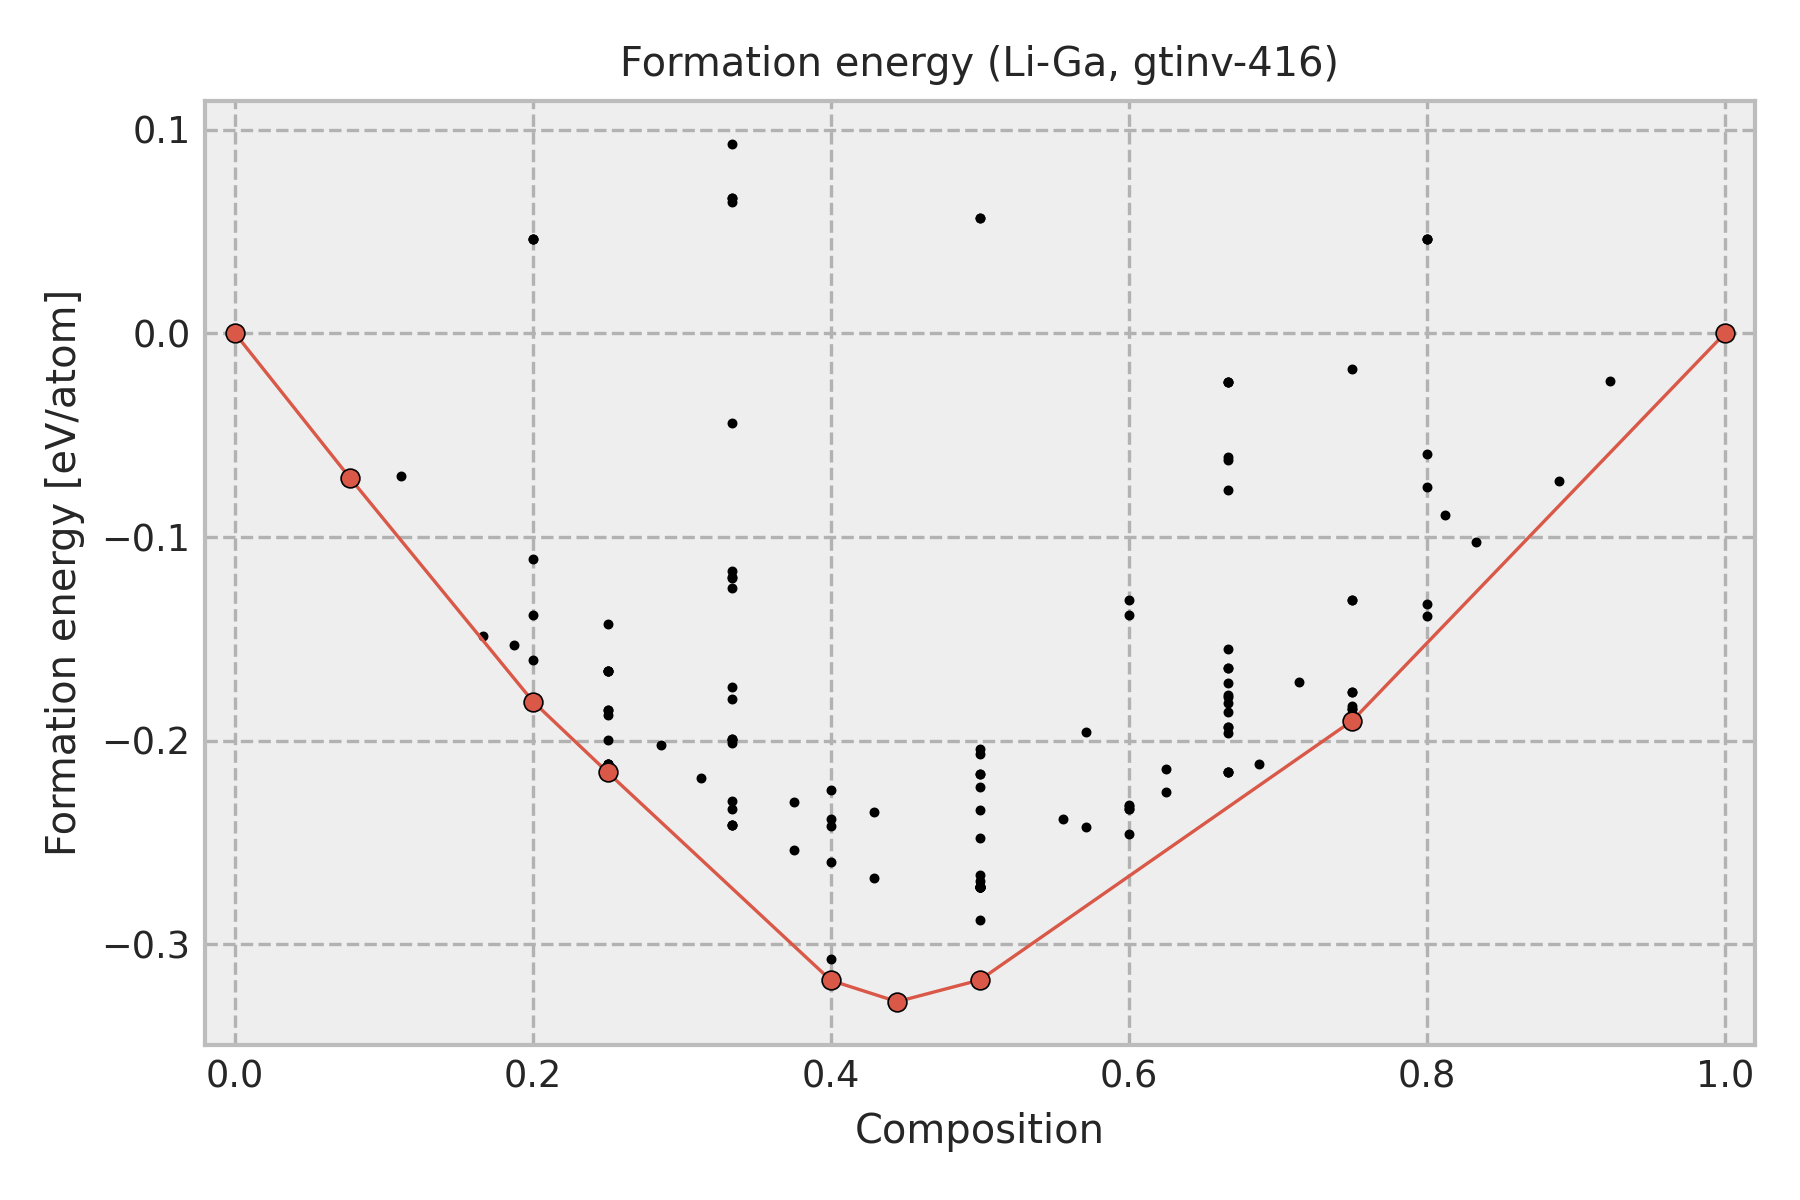 Formation energy (Li-Ga, gtinv-416)
Formation energy [eV/atom]
0.1
0.0
−0.1
−0.2
−0.3
0.0 0.2 0.4 0.6 0.8 1.0
Composition